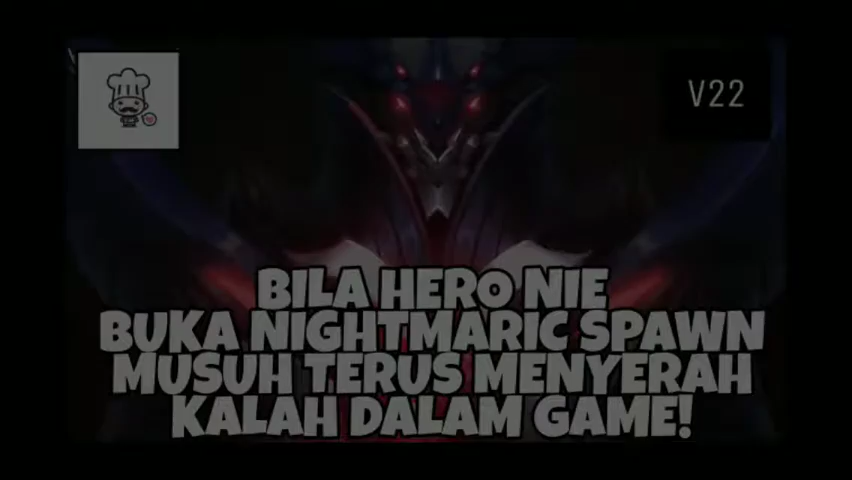 V22
BILA HERO NIE
BUKA NIGHTMARIC SPAWN
MUSUH TERUS MENYERAH
KALAH DALAM GAME!